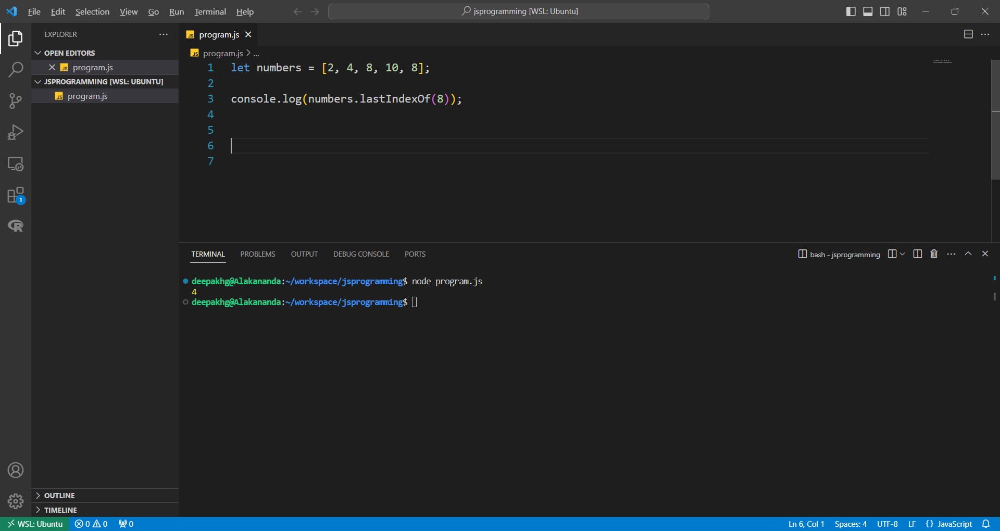 File Edit Selection View Go Run Terminal Help
jsprogramming [WSL: Ubuntu]
EXPLORER
OPEN EDITORS
program.js
JSPROGRAMMING [WSL: UBUNTU]
program.js
1
OUTLINE
TIMELINE
program.js
program.js > ...
1 let numbers = [2, 4, 8, 10, 8];
2
3 console.log(numbers.lastIndexOf(8));
4
5
6
7
TERMINAL PROBLEMS OUTPUT DEBUG CONSOLE PORTS
bash - jsprogramming
deepakhg@Alakananda:~/workspace/jsprogramming$ node program.js
4
deepakhg@Alakananda:~/workspace/jsprogramming$
WSL: Ubuntu 0 0 0 Ln 6, Col 1 Spaces: 4 UTF-8 LF {} JavaScript